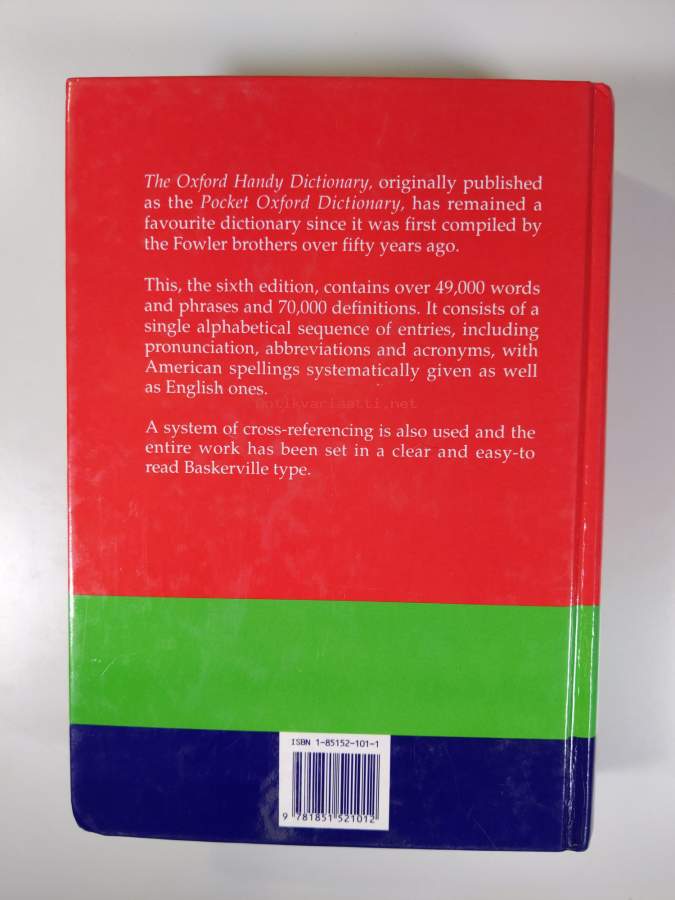 The Oxford Handy Dictionary, originally published
as the Pocket Oxford Dictionary, has remained a
favourite dictionary since it was first compiled by
the Fowler brothers over fifty years ago.
This, the sixth edition, contains over 49,000 words
and phrases and 70,000 definitions. It consists of a
single alphabetical sequence of entries, including
pronunciation, abbreviations and acronyms, with
American spellings systematically given as well
as English ones.
antikvariaatti.net
A system of cross-referencing is also used and the
entire work has been set in a clear and easy-to
read Baskerville type.
ISBN 1-85152-101-1
9 781851 521012